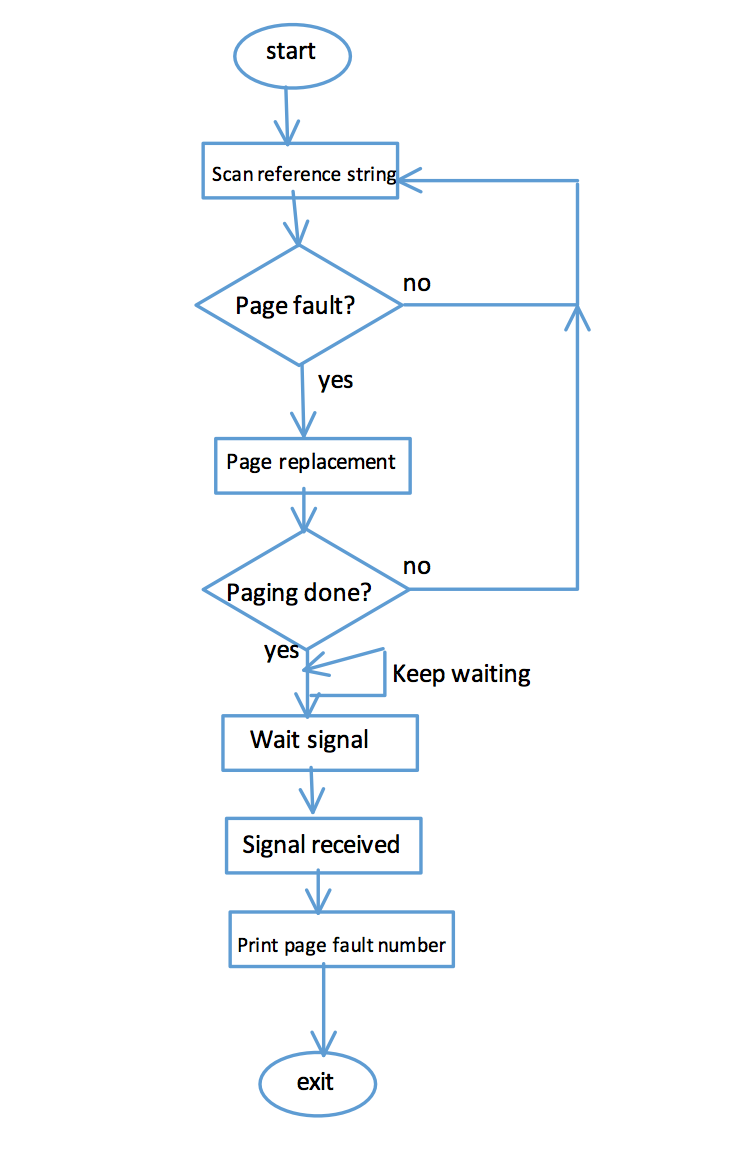 start
Scan reference string
Page fault?
no
yes
Page replacement
Paging done?
no
yes
Keep waiting
Wait signal
Signal received
Print page fault number
exit